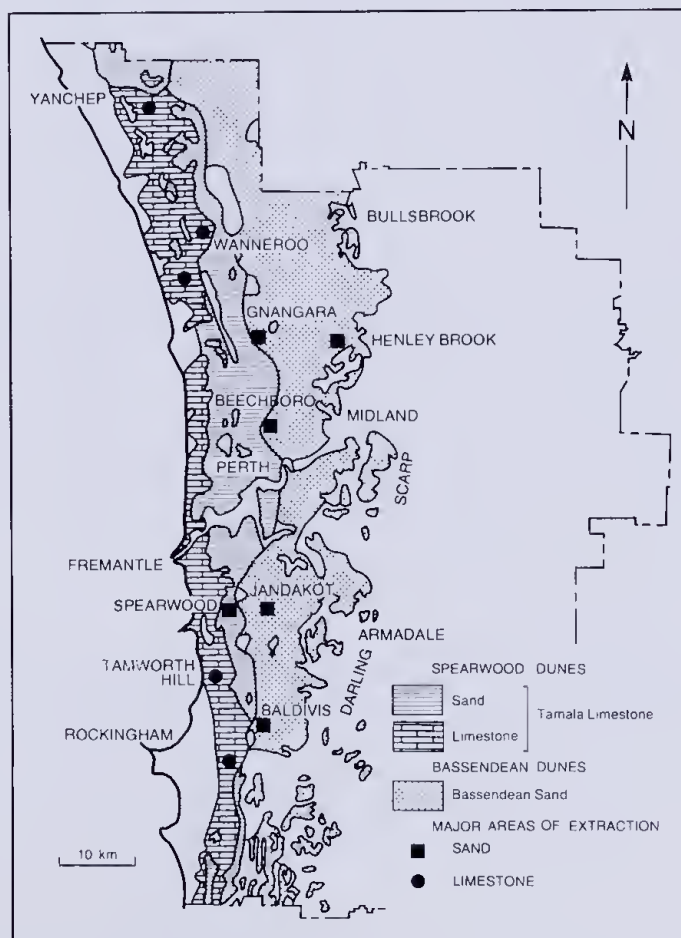 YANCHEP
N
BULLSBROOK
WANNEROO
GNANGARA
HENLEY BROOK
BEECHBORO
MIDLAND
PERTH
SCARP
FREMANTLE
JANDAKOT
SPEARWOOD
ARMADALE
TAMWORTH
HILL
DARLING
SPEARWOOD DUNES
Sand
Tamala Limestone
Limestone
BALDIVIS
ROCKINGHAM
BASSENDEAN DUNES
Bassendean Sand
MAJOR AREAS OF EXTRACTION
SAND
10 km
LIMESTONE